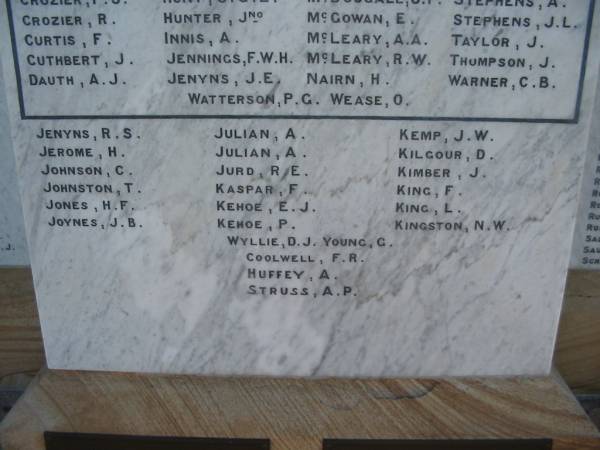 CROZIER, R. HUNTER, JNO McGOWAN, E. STEPHENS, J.L.
CURTIS, F. INNIS, A. McLEARY, A.A. TAYLOR, J.
CUTHBERT, J. JENNINGS, F.W.H. McLEARY, R.W. THUMPSON, J.
DAUTH, A.J. JENYNS, J.E. NAIRN, H. WARNER, C.B.
WATTERSON, P.G. WEASE, O.
JENYNS, R.S. JULIAN, A. KEMP, J.W.
JEROME, H. JULIAN, A. KILGOUR, D.
JOHNSON, C. JURD, R.E. KIMBER, J.
JOHNSTON, T. KASPAR, F. KING, F.
JONES, H.F. KEHOE, E.J. KING, L.
JOYNES, J.B. KEHOE, P. KINGSTON, N.W.
WYLLIE, D.J. YOUNG, G.
COOLWELL, F.R.
HUFFEY, A.
STRUSS, A.P.